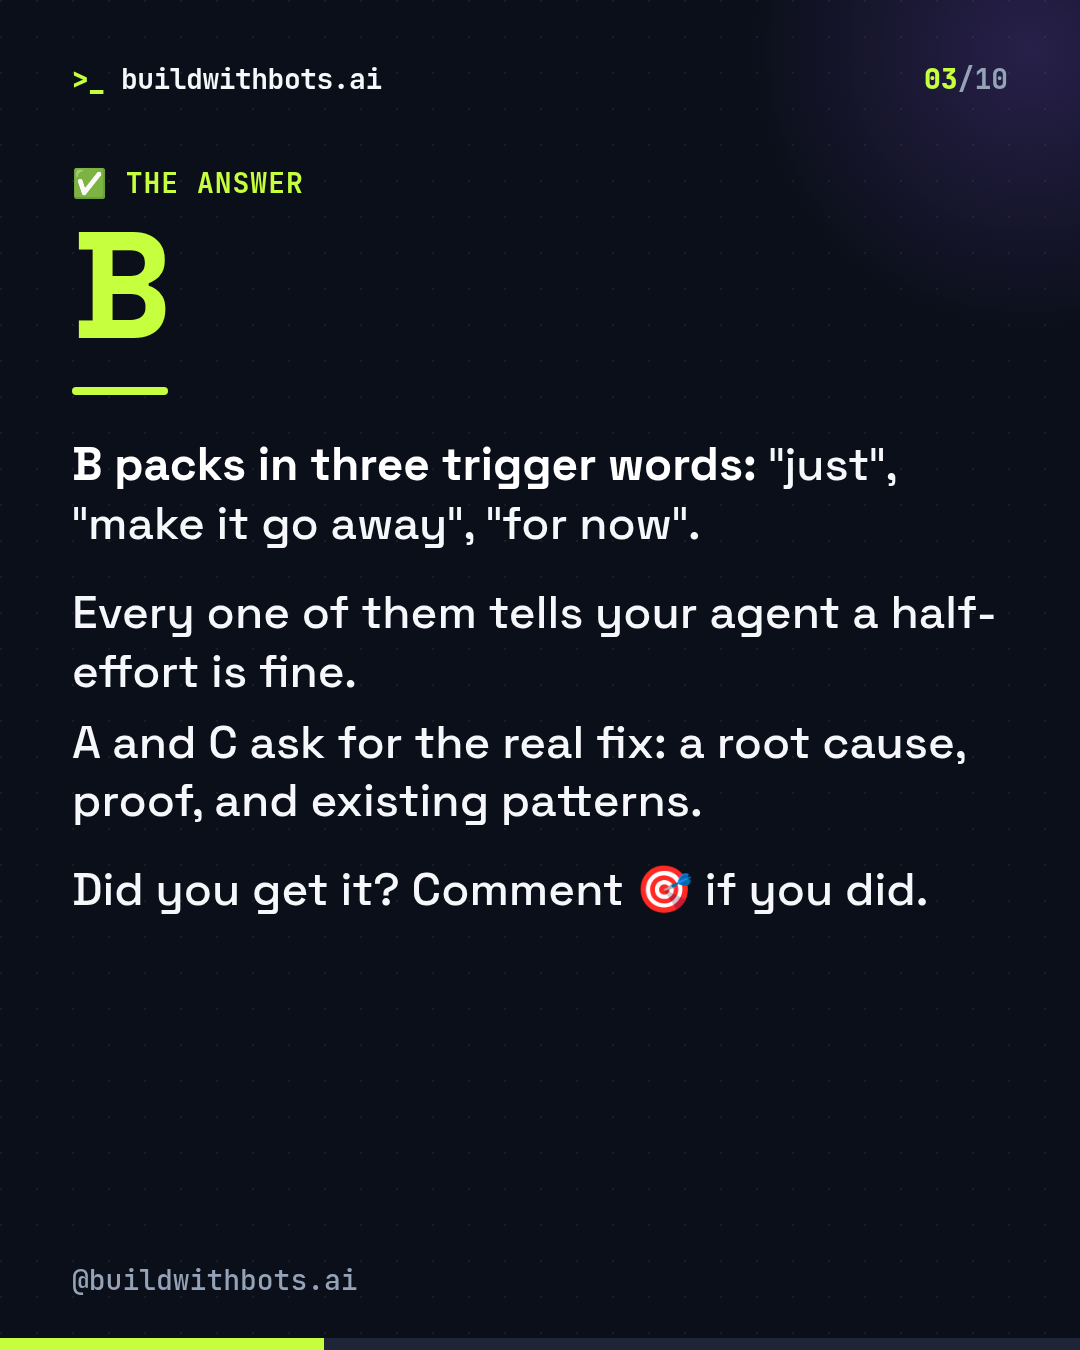 >_ buildwithbots.ai
03/10
✅ THE ANSWER
B
B packs in three trigger words: "just",
"make it go away", "for now".
Every one of them tells your agent a half-
effort is fine.
A and C ask for the real fix: a root cause,
proof, and existing patterns.
Did you get it? Comment 🎯 if you did.
@buildwithbots.ai